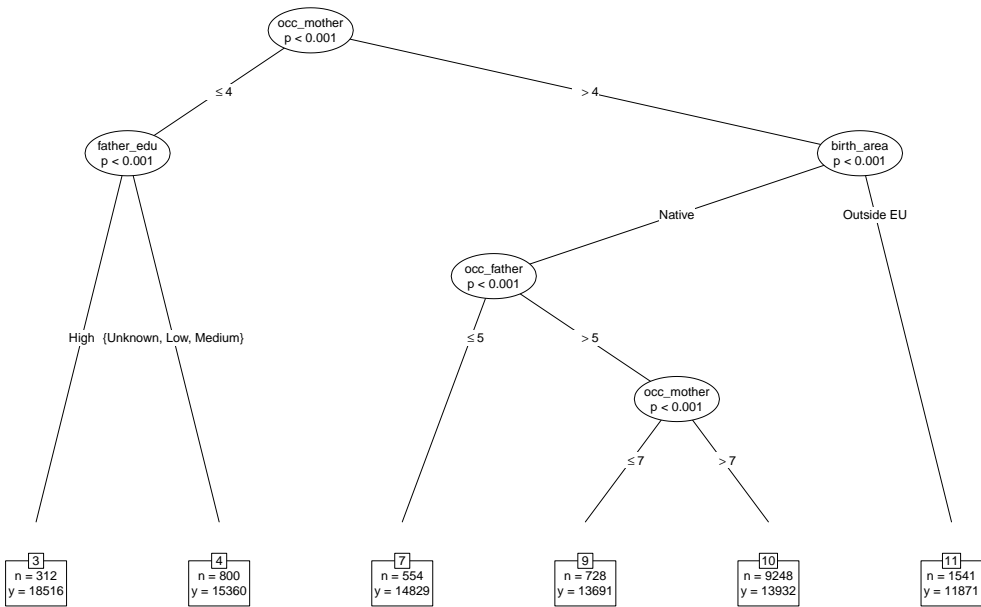 occ_mother
p < 0.001
≤ 4
> 4
father_edu
p < 0.001
birth_area
p < 0.001
Native
Outside EU
occ_father
p < 0.001
High
{Unknown, Low, Medium}
≤ 5
> 5
occ_mother
p < 0.001
≤ 7
> 7
3
n = 312
y = 18516
4
n = 800
y = 15360
7
n = 554
y = 14829
9
n = 728
y = 13691
10
n = 9248
y = 13932
11
n = 1541
y = 11871